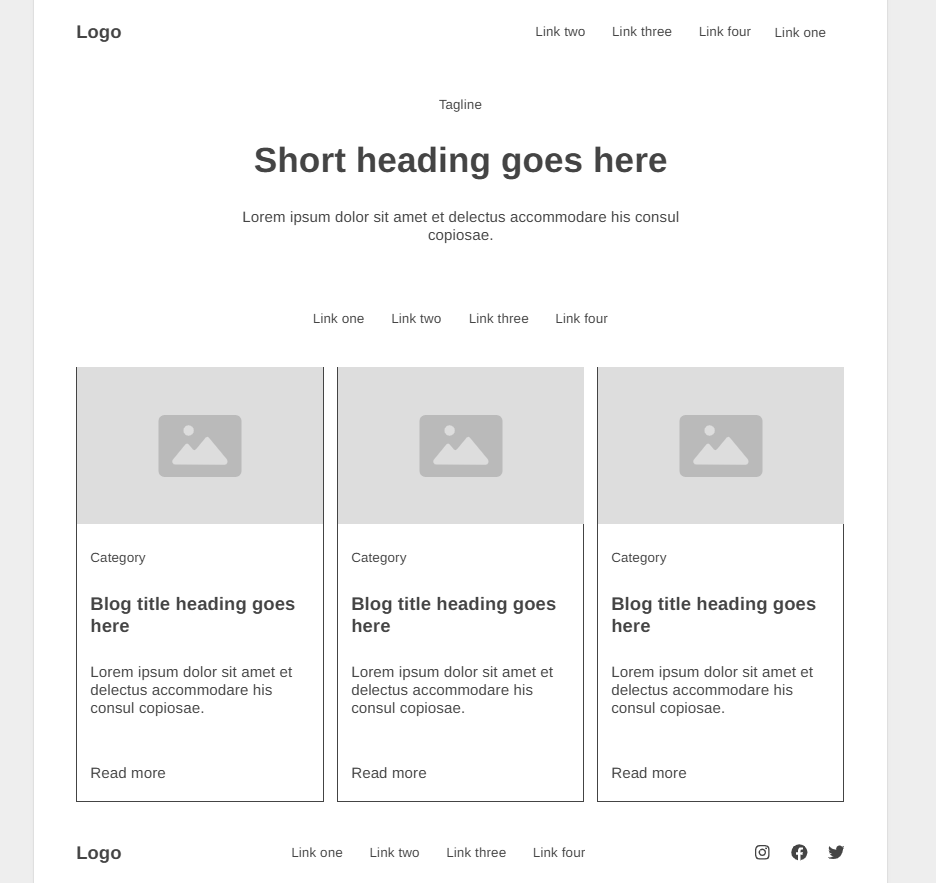 Logo
Link two Link three Link four Link one
Tagline
Short heading goes here
Lorem ipsum dolor sit amet et delectus accommodare his consul
copiosae.
Link one Link two Link three Link four
Category
Blog title heading goes
here
Lorem ipsum dolor sit amet et
delectus accommodare his
consul copiosae.
Read more
Category
Blog title heading goes
here
Lorem ipsum dolor sit amet et
delectus accommodare his
consul copiosae.
Read more
Category
Blog title heading goes
here
Lorem ipsum dolor sit amet et
delectus accommodare his
consul copiosae.
Read more
Logo
Link one Link two Link three Link four